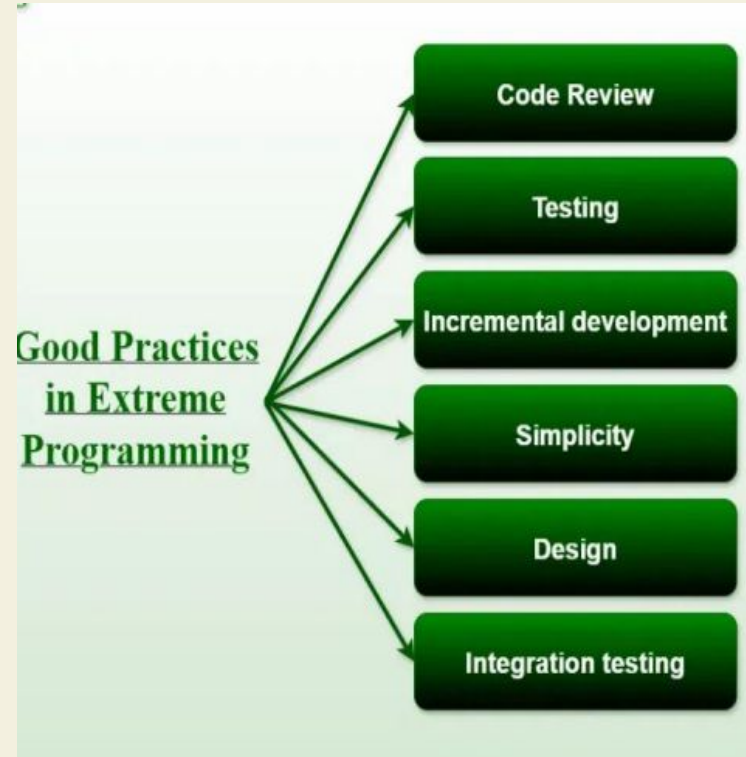 Good Practices
in Extreme
Programming
Code Review
Testing
Incremental development
Simplicity
Design
Integration testing